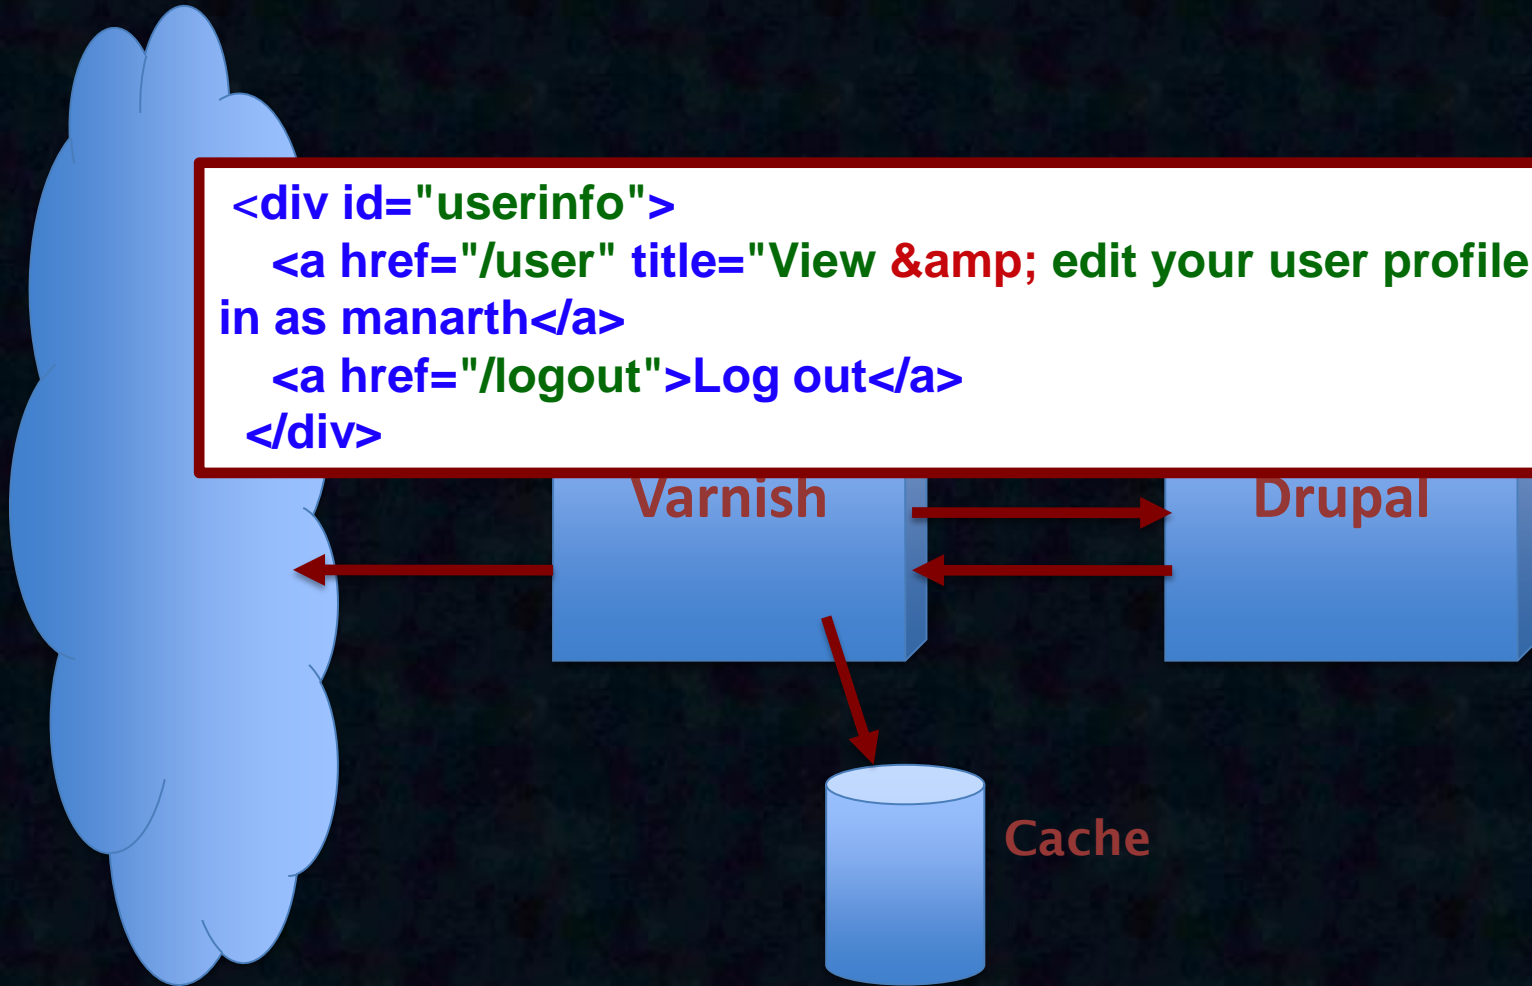 <div id="userinfo">
<a href="/user" title="View &amp; edit your user profile
in as manarth</a>
<a href="/logout">Log out</a>
</div>
Varnish
Drupal
Cache